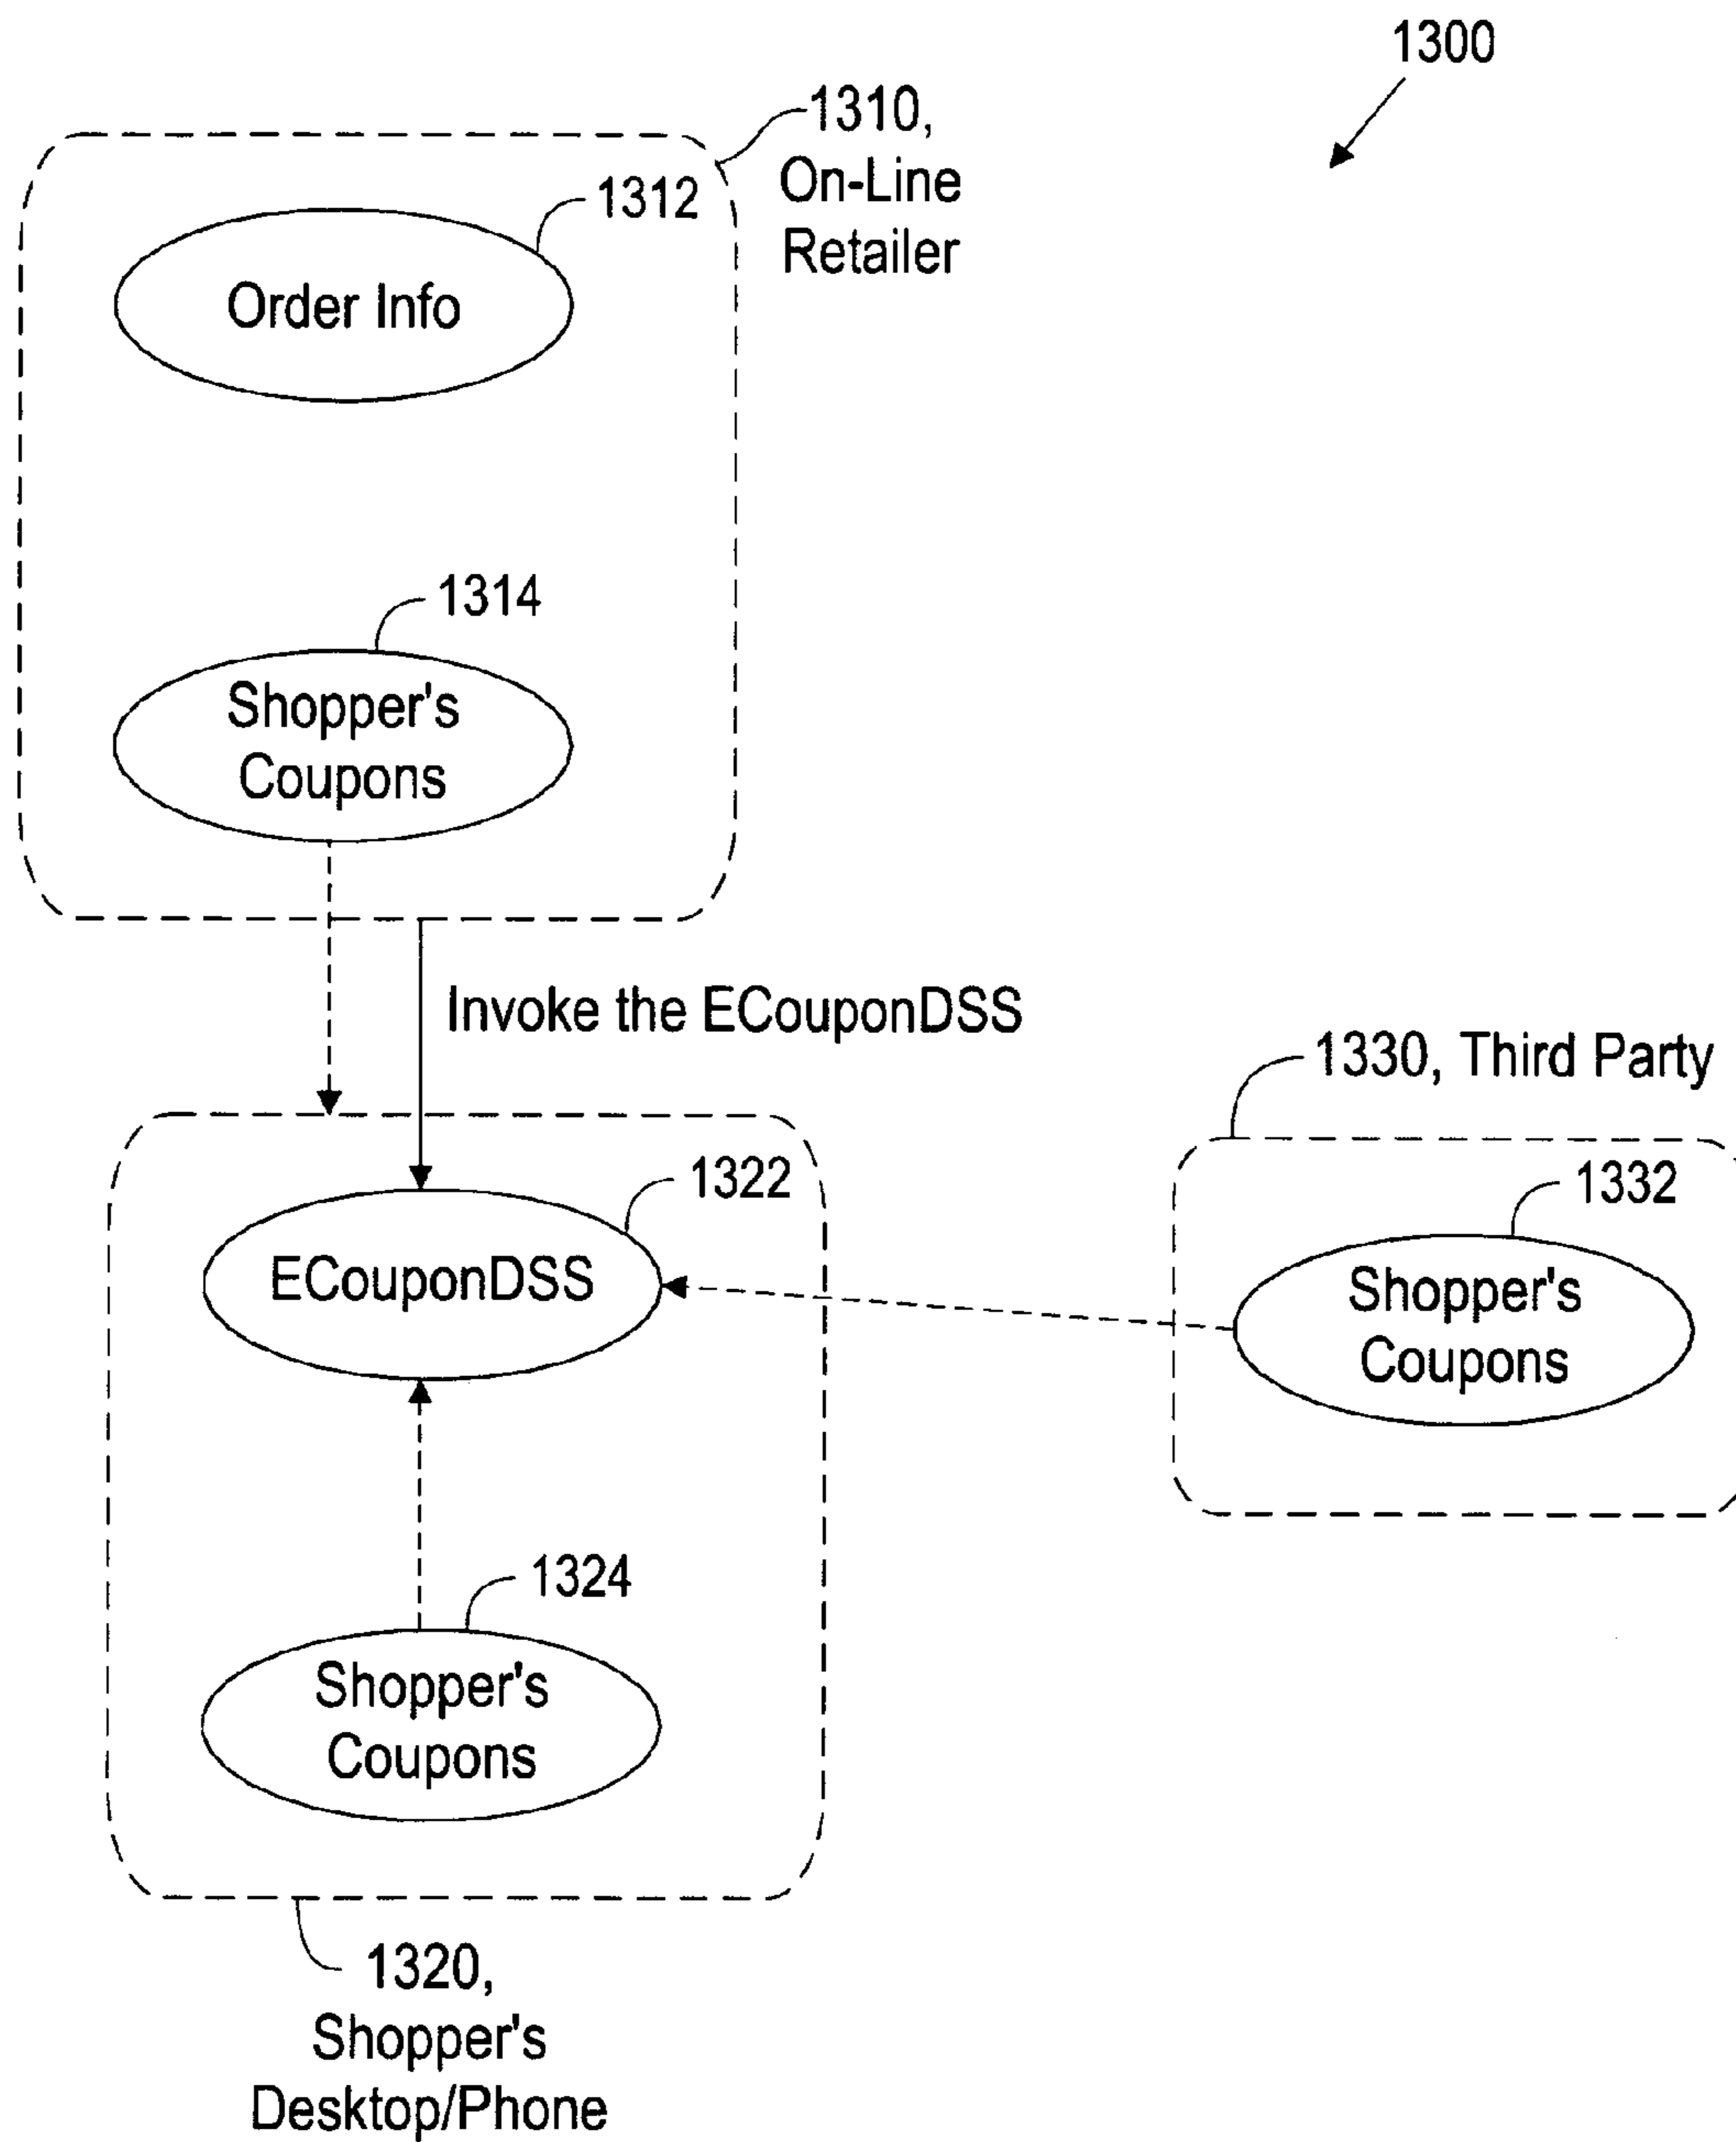 1300
1310,
On-Line
Retailer
1312
Order Info
1314
Shopper's
Coupons
Invoke the ECouponDSS
1330, Third Party
1322
ECouponDSS
1332
Shopper's
Coupons
1324
Shopper's
Coupons
1320,
Shopper's
Desktop/Phone